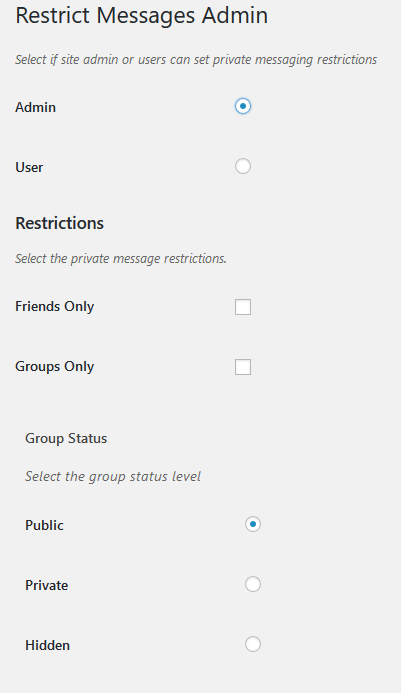 Restrict Messages Admin
Select if site admin or users can set private messaging restrictions
Admin
User
Restrictions
Select the private message restrictions.
Friends Only
Groups Only
Group Status
Select the group status level
Public
Private
Hidden